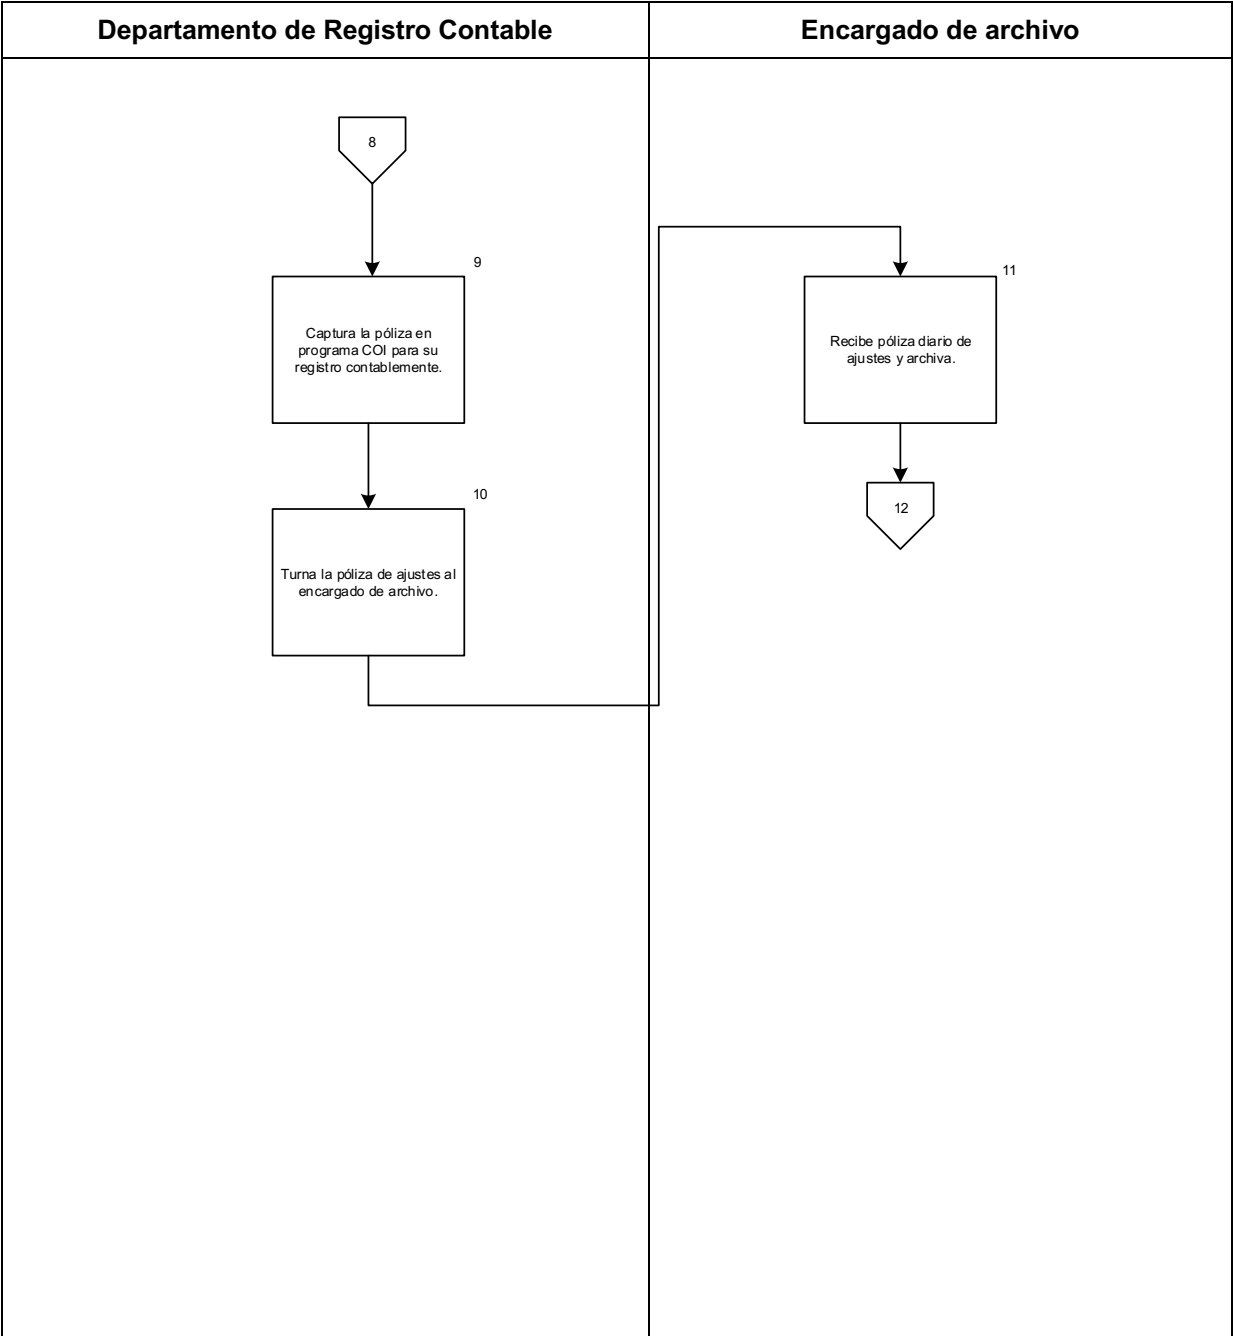 Departamento de Registro Contable
Encargado de archivo
8
9
Captura la póliza en
programa COI para su
registro contablemente.
10
Turna la póliza de ajustes al
encargado de archivo.
11
Recibe póliza diario de
ajustes y archiva.
12